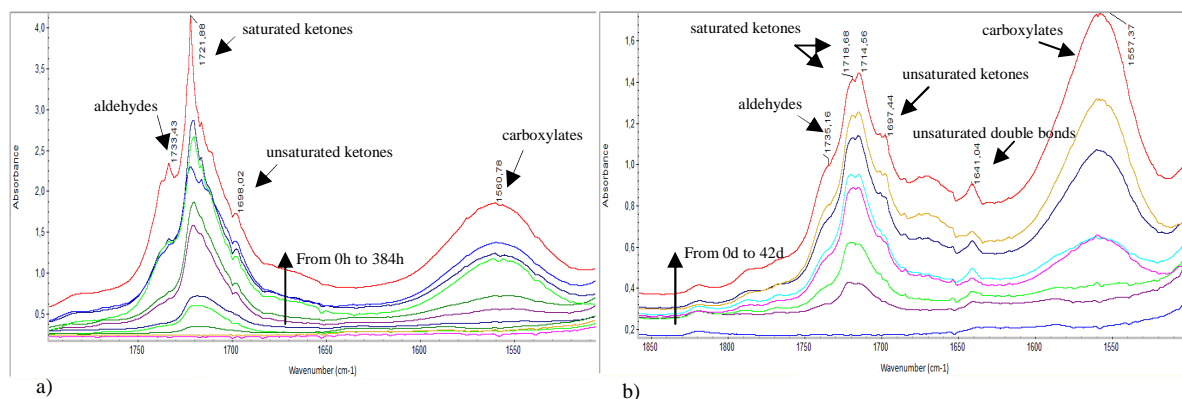 4,0
3,5
3,0
2,5
2,0
1,5
1,0
0,5
Absorbance
1721,88
saturated ketones
aldehydes
1733,43
1698,02
unsaturated ketones
carboxylates
1560,78
From 0h to 384h
1750
1700
1650
1600
1550
Wavenumber (cm-1)
a)
1,6
1,4
1,2
1,0
0,8
0,6
0,4
0,2
Absorbance
saturated ketones
1718,68
1714,56
carboxylates
1557,37
unsaturated ketones
aldehydes
1735,16
1697,44
unsaturated double bonds
1641,04
From 0d to 42d
1850
1800
1750
1700
1650
1600
1550
Wavenumber (cm-1)
b)